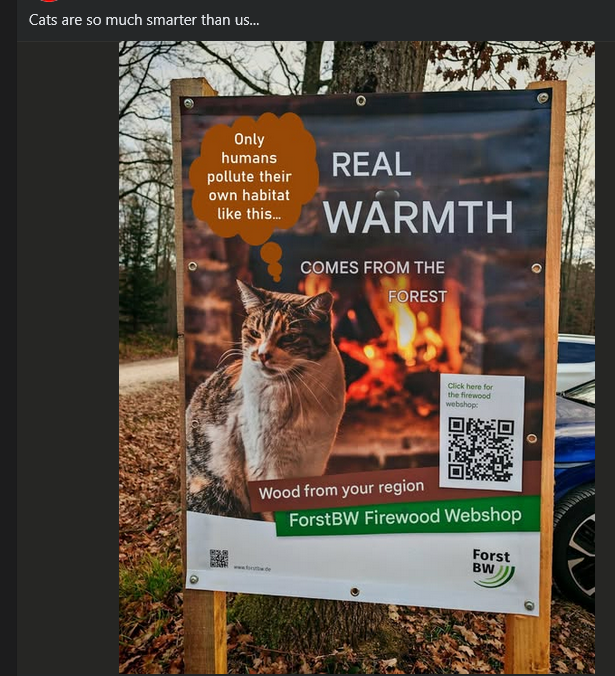 Cats are so much smarter than us...
Only
humans
pollute their
own habitat
like this...
REAL
WARMTH
COMES FROM THE
FOREST
Click here for
the firewood
webshop:
Wood from your region
ForstBW Firewood Webshop
www.forstbw.de
Forst
BW